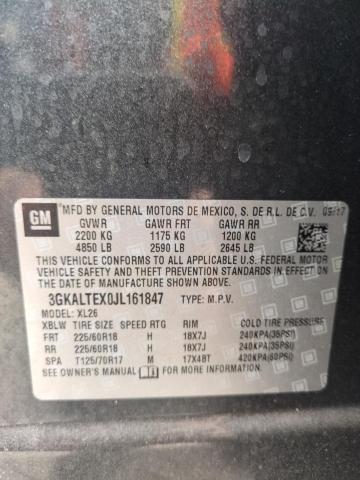 GM MFD BY GENERAL MOTORS DE MEXICO, S. DE R.L. DE C.V. 09/17
GVWR GAWR FRT GAWR RR
2200 KG 1175 KG 1200 KG
4850 LB 2590 LB 2645 LB
THIS VEHICLE CONFORMS TO ALL APPLICABLE U.S. FEDERAL MOTOR
VEHICLE SAFETY AND THEFT PREVENTION STANDARDS IN EFFECT ON
THE DATE OF MANUFACTURE SHOWN ABOVE.
3GKALTEX0JL161847 TYPE: M.P.V.
MODEL: XL26
XBLW TIRE SIZE SPEED RTG RIM COLD TIRE PRESSURE
FRT 225/60R18 H 18X7J 240KPA(35PSI)
RR 225/60R18 H 18X7J 240KPA(35PSI)
SPA T125/70R17 M 17X4BT 420KPA(60PSI)
SEE OWNER'S MANUAL FOR MORE INFORMATION.